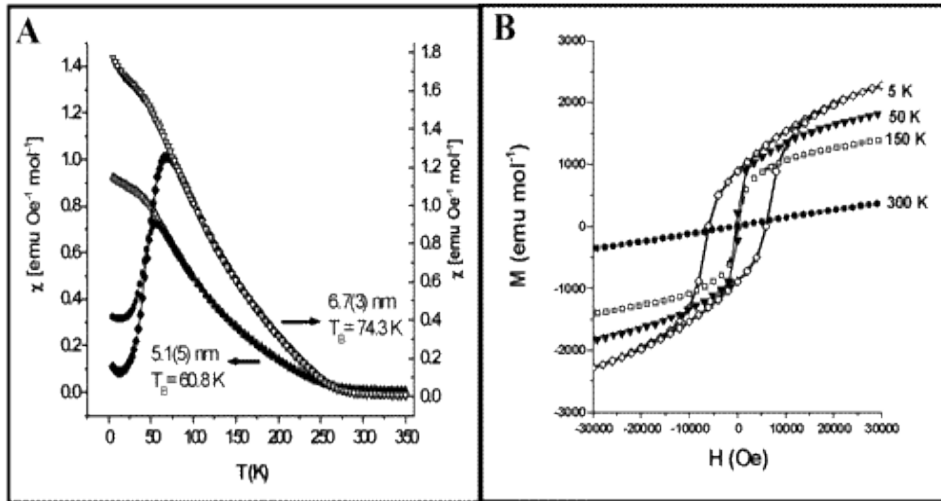 A
χ [emu Oe⁻¹ mol⁻¹]
1.4
1.2
1.0
0.8
0.6
0.4
0.2
0.0
1.8
1.6
1.4
1.2
1.0
0.8
0.6
0.4
0.2
0.0
χ [emu Oe⁻¹ mol⁻¹]
6.7(3) nm
T_B = 74.3 K
5.1(5) nm
T_B = 60.8 K
0 50 100 150 200 250 300 350
T(K)
B
M (emu mol⁻¹)
3000
2000
1000
0
-1000
-2000
-3000
5 K
50 K
150 K
300 K
-30000 -20000 -10000 0 10000 20000 30000
H (Oe)